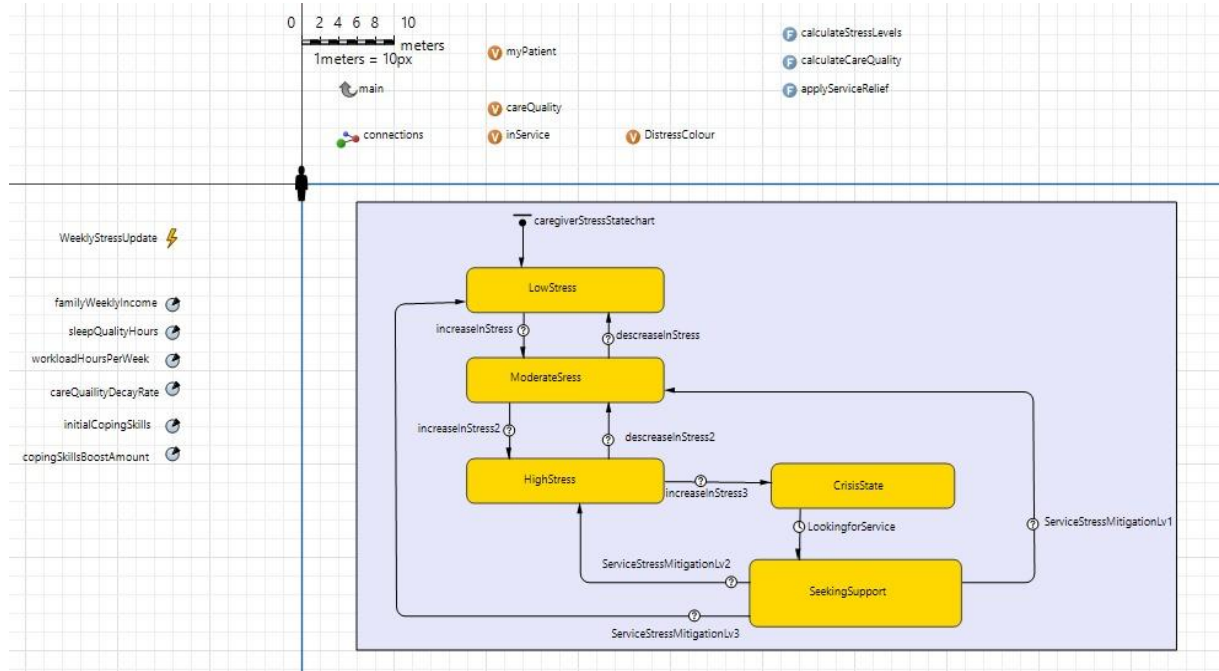 0 2 4 6 8 10
meters
1meters = 10px
main
connections
myPatient
careQuality
inService
DistressColour
calculateStressLevels
calculateCareQuality
applyServiceRelief
WeeklyStressUpdate
familyWeeklyIncome
sleepQualityHours
workloadHoursPerWeek
careQuailityDecayRate
initialCopingSkills
copingSkillsBoostAmount
caregiverStressStatechart
LowStress
increaseInStress
descreaseInStress
ModerateSress
increaseInStress2
descreaseInStress2
HighStress
increaseInStress3
CrisisState
LookingforService
ServiceStressMitigationLv1
ServiceStressMitigationLv2
SeekingSupport
ServiceStressMitigationLv3